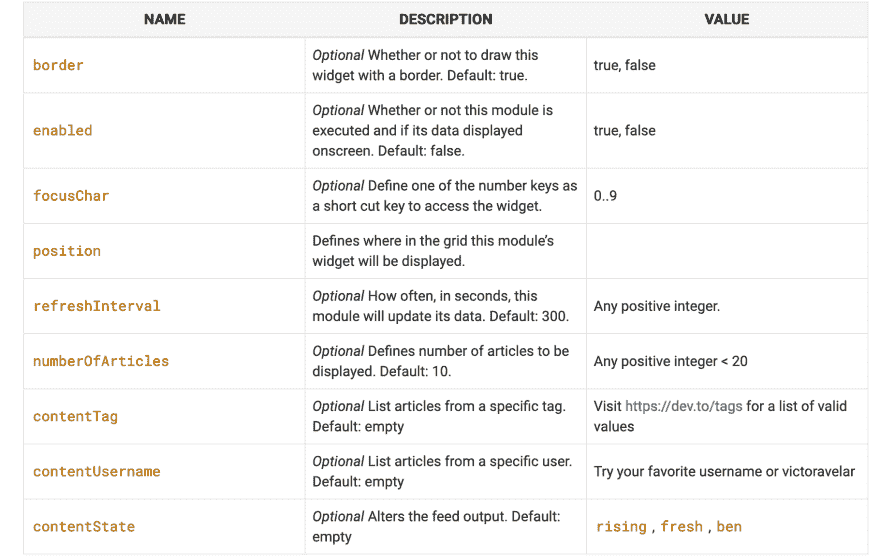 NAME DESCRIPTION VALUE
border
Optional Whether or not to draw this
widget with a border. Default: true.
true, false
enabled
Optional Whether or not this module is
executed and if its data displayed
onscreen. Default: false.
true, false
focusChar
Optional Define one of the number keys as
a short cut key to access the widget.
0..9
position
Defines where in the grid this module’s
widget will be displayed.
refreshInterval
Optional How often, in seconds, this
module will update its data. Default: 300.
Any positive integer.
numberOfArticles
Optional Defines number of articles to be
displayed. Default: 10.
Any positive integer < 20
contentTag
Optional List articles from a specific tag.
Default: empty
Visit https://dev.to/tags for a list of valid
values
contentUsername
Optional List articles from a specific user.
Default: empty
Try your favorite username or victoravelar
contentState
Optional Alters the feed output. Default:
empty
rising , fresh , ben